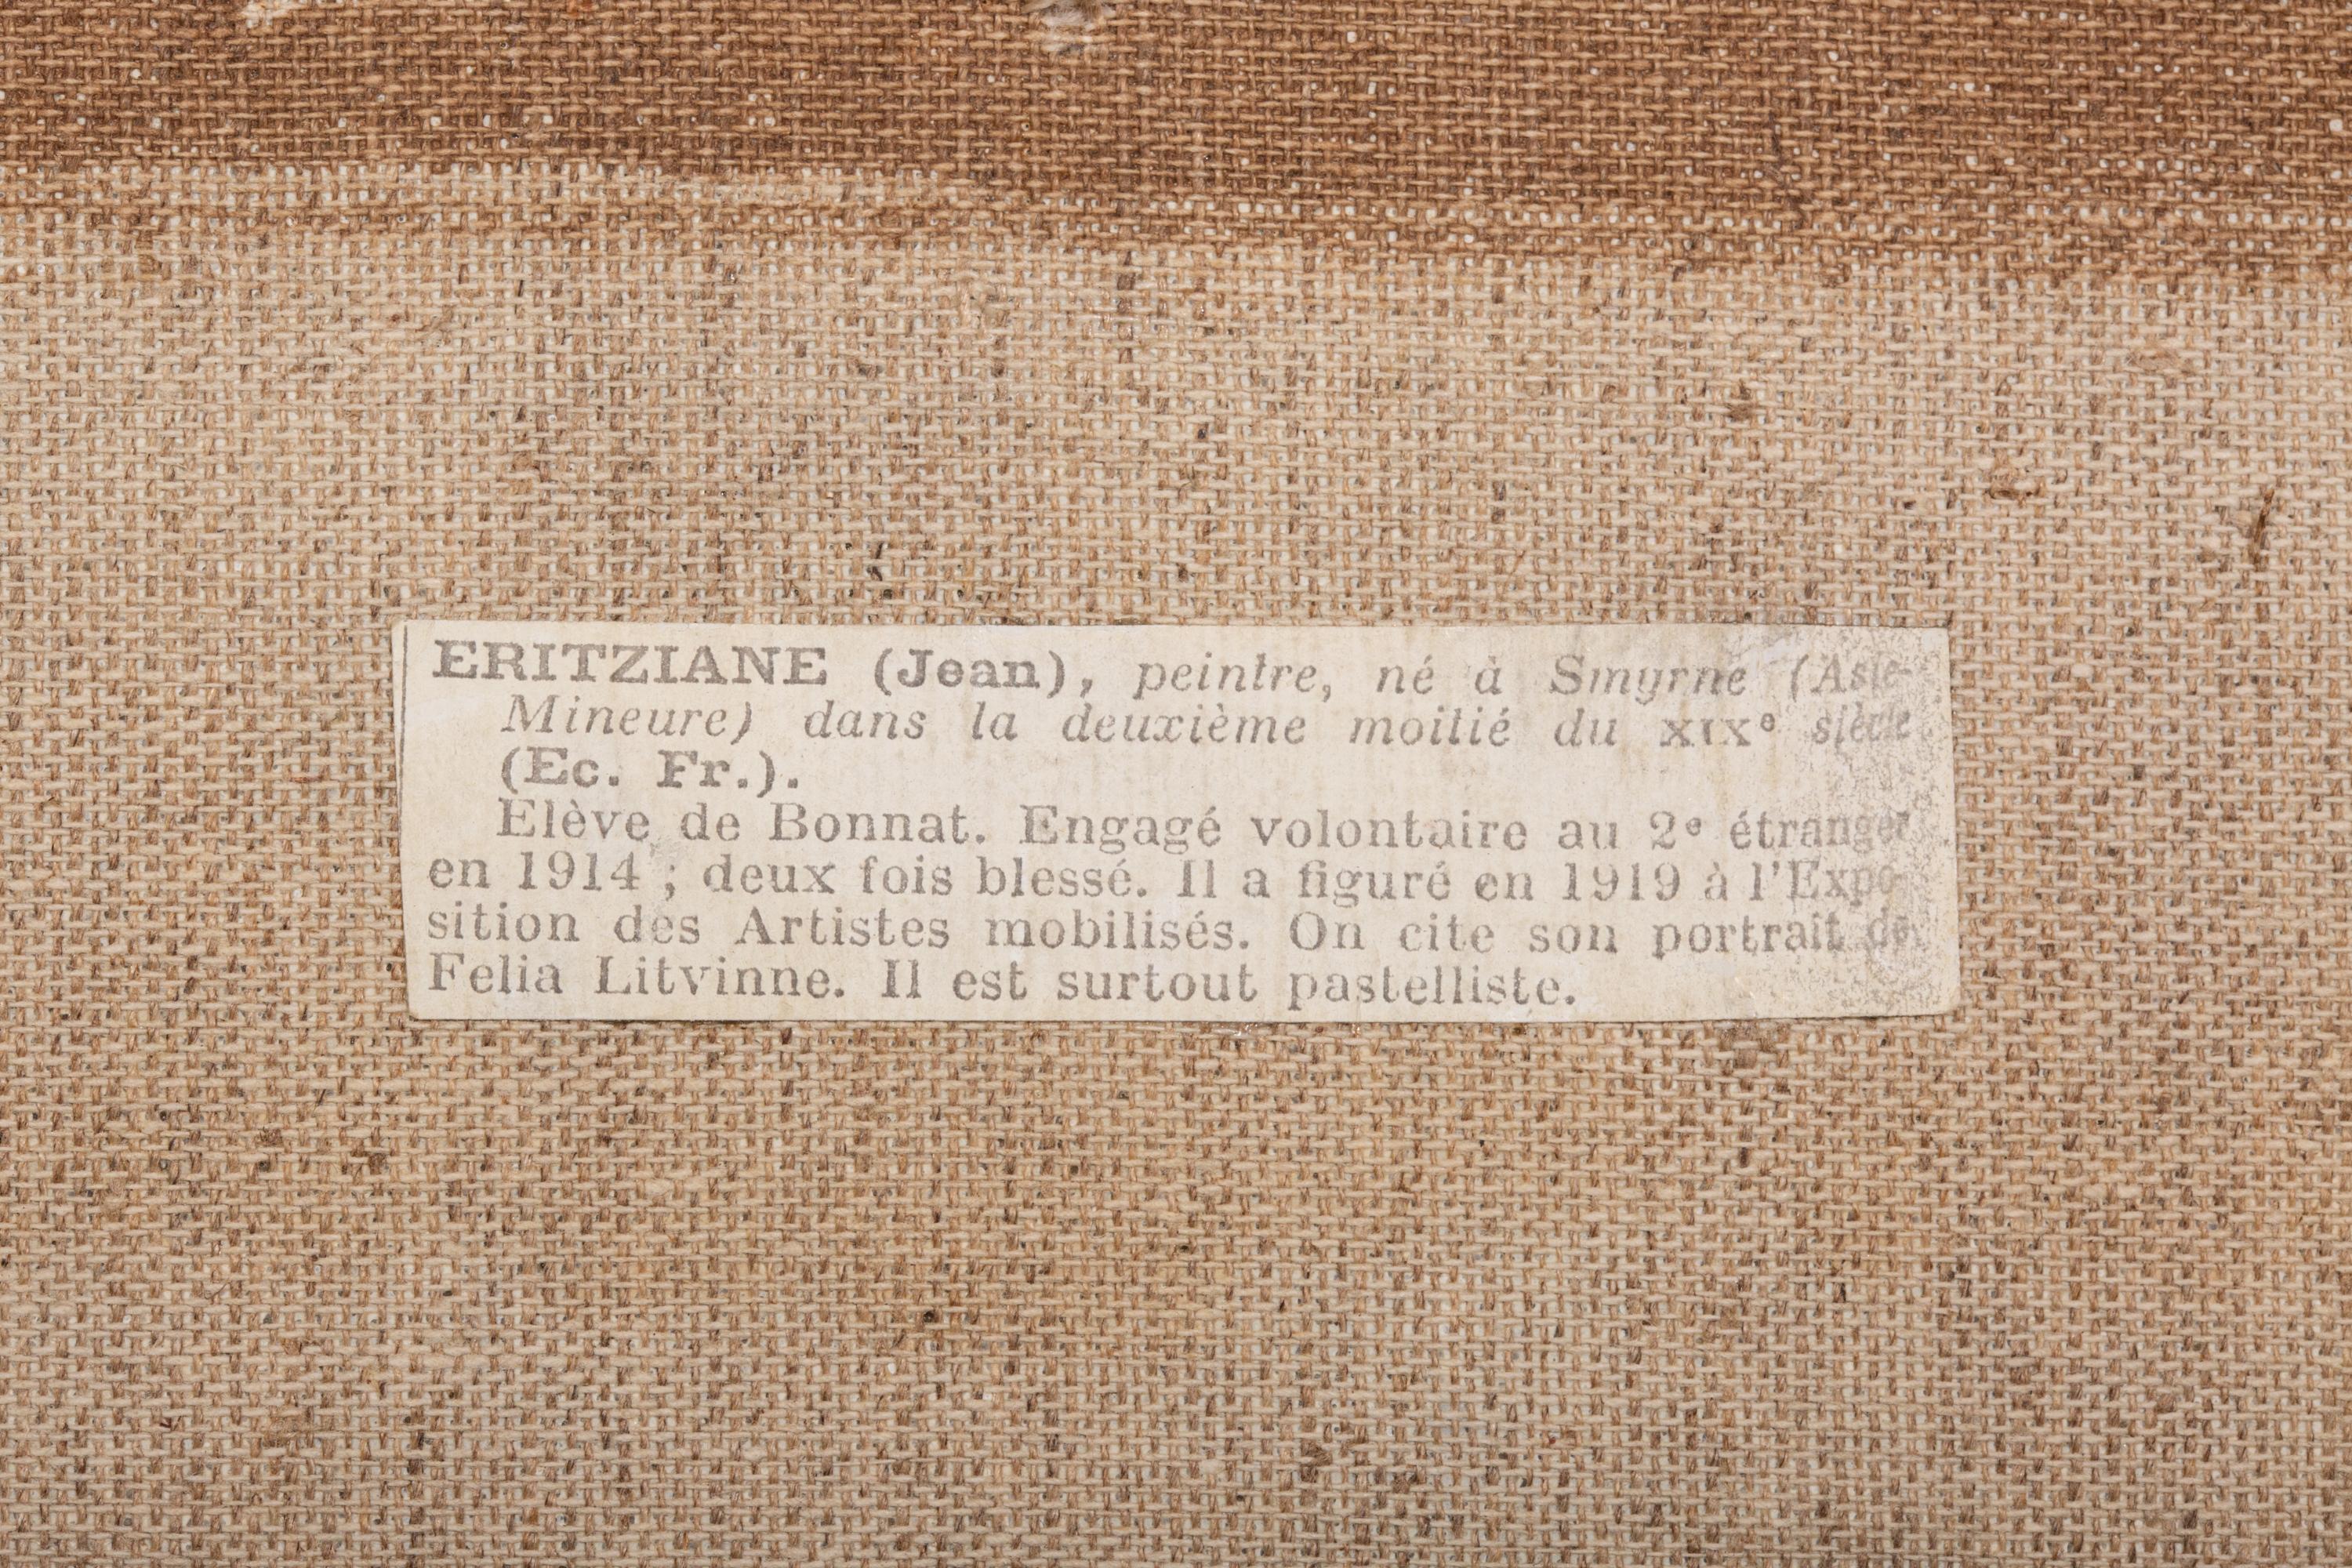 ERITZIANE (Jean), peintre, né à Smyrne (Asie-
Mineure) dans la deuxième moitié du XIXe siècle
(Ec. Fr.).
Elève de Bonnat. Engagé volontaire au 2e étranger
en 1914 ; deux fois blessé. Il a figuré en 1919 à l'Expo-
sition des Artistes mobilisés. On cite son portrait de
Felia Litvinne. Il est surtout pastelliste.